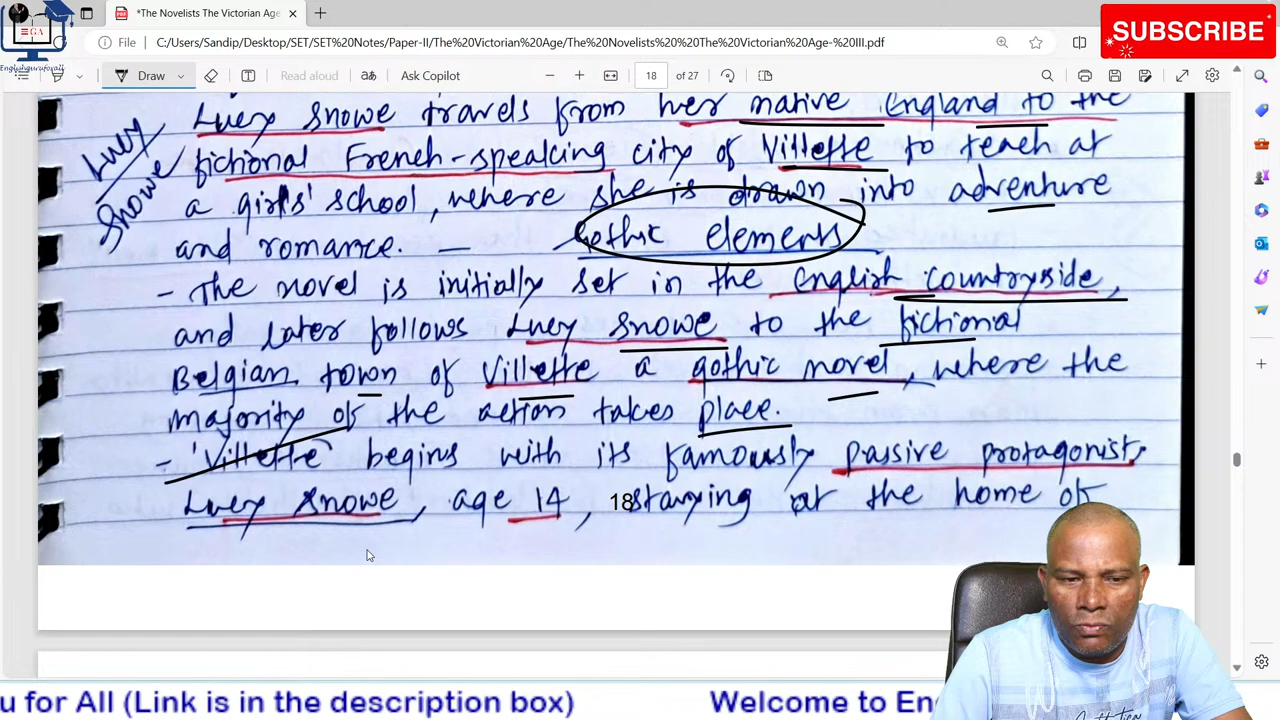 *The Novelists The Victorian Age
EGA
Englishguruforall
File
C:/Users/Sandip/Desktop/SET/SET%20Notes/Paper-II/The%20Victorian%20Age/The%20Novelists%20%20The%20Victorian%20Age-%20III.pdf
SUBSCRIBE
Draw
Read aloud
Ask Copilot
18
of 27
Lucy Snowe travels from her native England to the
fictional French-speaking city of Villette to teach at
a girls' school, where she is drawn into adventure
and romance. — Gothic elements
Lucy
Snowe
- The novel is initially set in the English countryside,
and later follows Lucy Snowe to the fictional
Belgian town of Villette a gothic novel, where the
majority of the action takes place.
- 'Villette' begins with its famously passive protagonist,
Lucy Snowe, age 14, staying at the home of
18
u for All (Link is in the description box)
Welcome to En